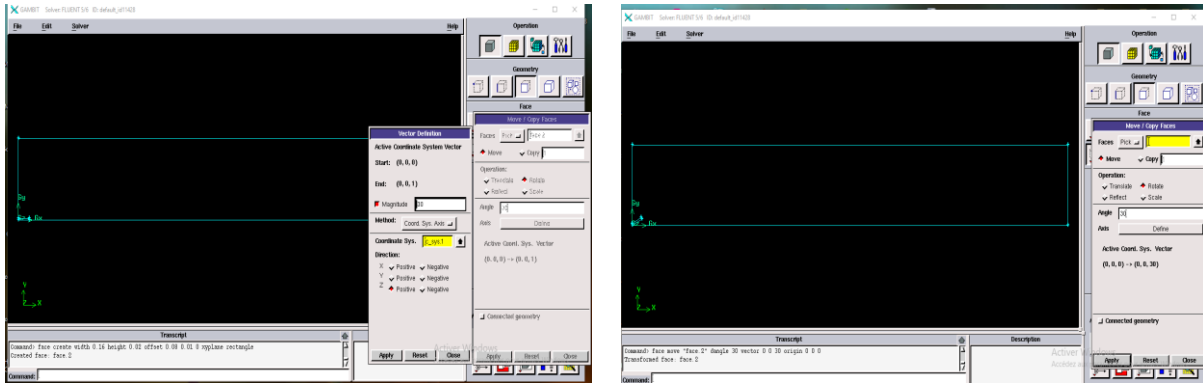 GAMBIT Solver: FLUENT 5/6 ID: default_id11420
File Edit Solver Help
Operation
Geometry
Face
Vector Definition
Active Coordinate System Vector
Start: (0, 0, 0)
End: (0, 0, 1)
Magnitude
Method: Coord. Sys. Axis
Coordinate Sys. c_sys.1
Direction:
X Positive Negative
Y Positive Negative
Z Positive Negative
Apply Reset Close
Move / Copy Faces
Faces Pick face.2
Move Copy
Operation:
Translate Rotate
Reflect Scale
Angle
Axis Define
Active Coord. Sys. Vector
(0, 0, 0) -> (0, 0, 1)
Connected geometry
Apply Reset Close
Gy
Gx
Y
Z X
Transcript
Command> face create width 0.16 height 0.02 offset 0.08 0.01 0 xyplane rectangle
Created face: face.2
Command:
Activer Windows
GAMBIT Solver: FLUENT 5/6 ID: default_id11420
File Edit Solver Help
Operation
Geometry
Face
Move / Copy Faces
Faces Pick
Move Copy
Operation:
Translate Rotate
Reflect Scale
Angle 30
Axis Define
Active Coord. Sys. Vector
(0, 0, 0) -> (0, 0, 30)
Connected geometry
Apply Reset Close
Gy
Gx
Y
Z X
Transcript
Description
Command> face move "face.2" dangle 30 vector 0 0 30 origin 0 0 0
Transformed face: face.2
Command: